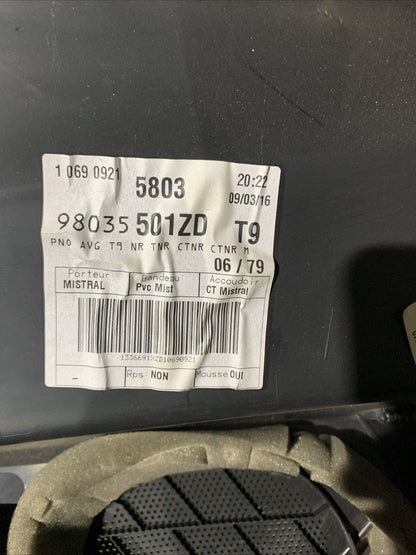 1 069 0921
5803
20:22
09/03/16
98035 501ZD T9
PNO AVG T9 NR TNR CTNR CTNR M
06 / 79
Porteur: Bandeau: Accoudoir
MISTRAL Pvc Mist CT Mistral
1336691XZD10690921
_ Rps: NON Mousse OUI